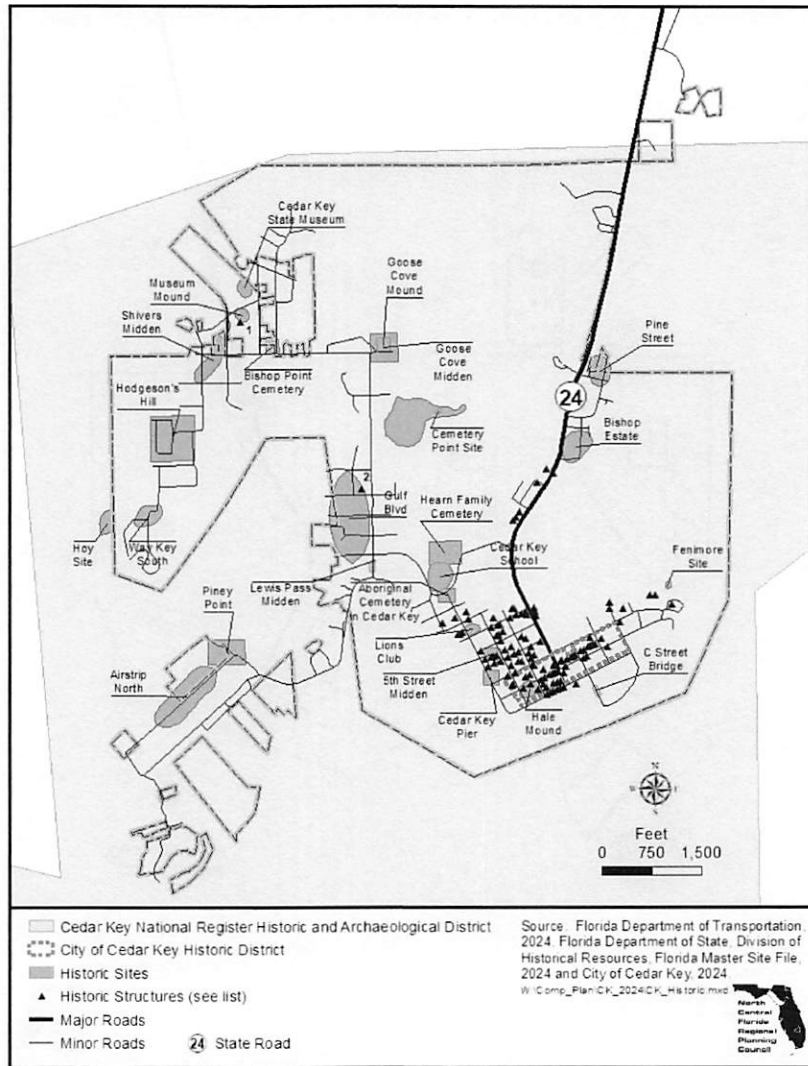 Cedar Key
State Museum
Museum
Mound
Shivers
Midden
1
Goose
Cove
Mound
Goose
Cove
Midden
Bishop Point
Cemetery
Hodgeson's
Hill
Pine
Street
24
Cemetery
Point Site
Bishop
Estate
2
Gulf
Blvd
Hearn Family
Cemetery
Hoy
Site
Way Key
South
Cedar Key
School
Fenimore
Site
Lewis Pass
Midden
Aboriginal
Cemetery
in Cedar Key
Piney
Point
Lions
Club
C Street
Bridge
Airstrip
North
5th Street
Midden
Cedar Key
Pier
Hale
Mound
N
E
S
W
Feet
0 750 1,500
Cedar Key National Register Historic and Archaeological District
City of Cedar Key Historic District
Historic Sites
Historic Structures (see list)
Major Roads
Minor Roads
24 State Road
Source: Florida Department of Transportation,
2024, Florida Department of State, Division of
Historical Resources, Florida Master Site File,
2024 and City of Cedar Key, 2024.
W:\Comp_Plan\CK_2024\CK_Historic.mxd
North
Central
Florida
Regional
Planning
Council